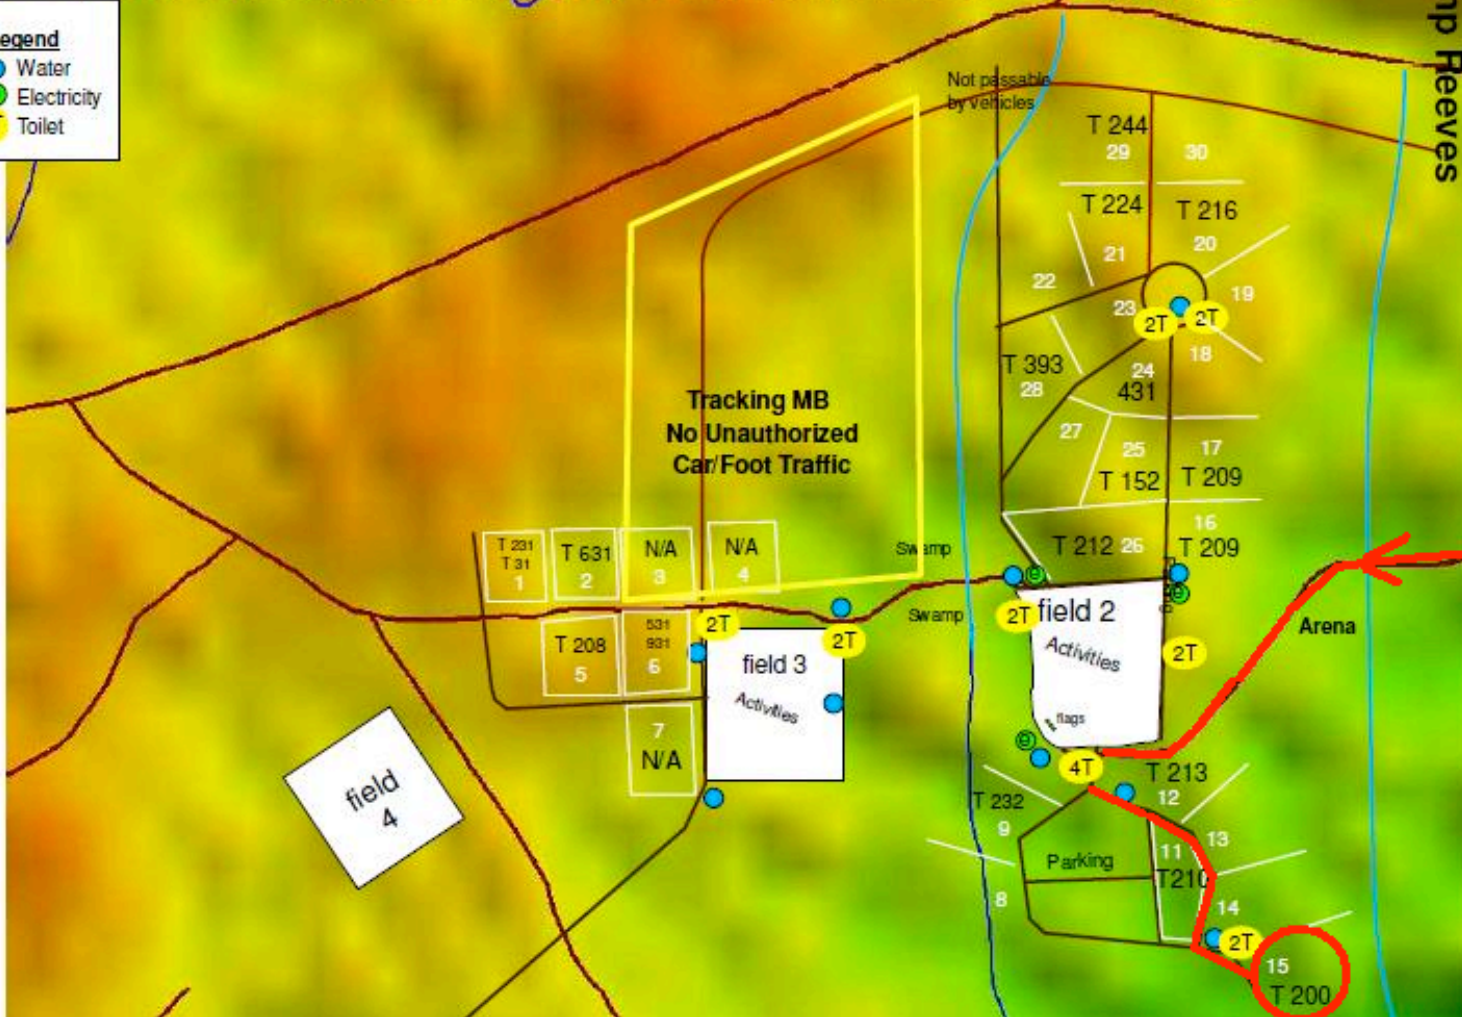 egend
Water
Electricity
Toilet
mp Reeves
Not passable
by vehicles
T 244
29
30
T 224
T 216
21
20
22
23
19
2T
2T
18
T 393
28
24
431
27
25
17
T 152
T 209
16
T 212 26
T 209
Tracking MB
No Unauthorized
Car/Foot Traffic
T 231
T 31
1
T 631
2
N/A
3
N/A
4
Swamp
Swamp
e
e
2T
field 2
Activities
2T
flags
e
4T
Arena
T 208
5
531
931
6
2T
2T
field 3
Activities
7
N/A
field
4
T 213
12
T 232
9
13
11
Parking
T210
8
14
2T
15
T 200